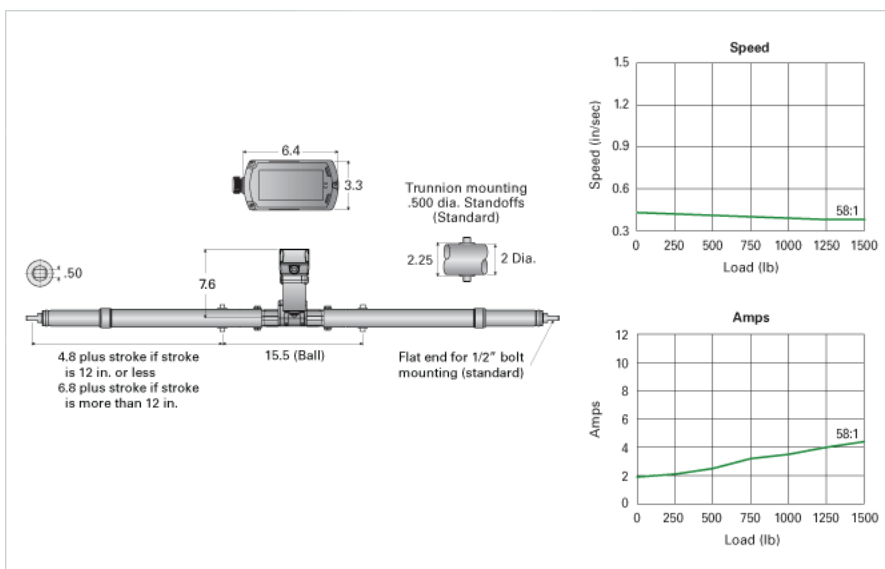 6.4
3.3
Trunnion mounting
.500 dia. Standoffs
(Standard)
2.25
2 Dia.
.50
7.6
4.8 plus stroke if stroke
is 12 in. or less
6.8 plus stroke if stroke
is more than 12 in.
15.5 (Ball)
Flat end for 1/2" bolt
mounting (standard)
Speed
Speed (in/sec)
1.5
1.2
0.9
0.6
0.3
58:1
0 250 500 750 1000 1250 1500
Load (lb)
Amps
Amps
12
10
8
6
4
2
0
58:1
0 250 500 750 1000 1250 1500
Load (lb)